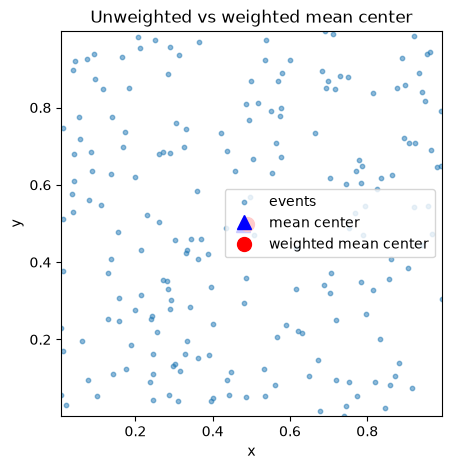 Unweighted vs weighted mean center
0.8
0.6
0.4
0.2
y
events
mean center
weighted mean center
0.2
0.4
0.6
0.8
x